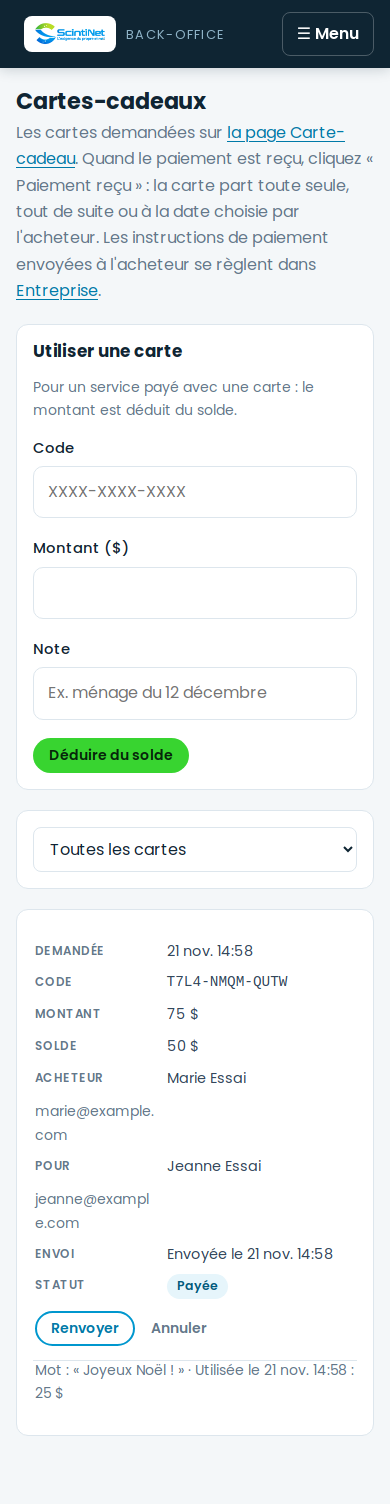 ScintiNet
BACK-OFFICE
☰ Menu
Cartes-cadeaux
Les cartes demandées sur la page Carte-
cadeau. Quand le paiement est reçu, cliquez «
Paiement reçu » : la carte part toute seule,
tout de suite ou à la date choisie par
l'acheteur. Les instructions de paiement
envoyées à l'acheteur se règlent dans
Entreprise.
Utiliser une carte
Pour un service payé avec une carte : le
montant est déduit du solde.
Code
XXXX-XXXX-XXXX
Montant ($)
Note
Ex. ménage du 12 décembre
Déduire du solde
Toutes les cartes
DEMANDÉE 21 nov. 14:58
CODE T7L4-NMQM-QUTW
MONTANT 75 $
SOLDE 50 $
ACHETEUR Marie Essai
marie@example.
com
POUR Jeanne Essai
jeanne@exampl
e.com
ENVOI Envoyée le 21 nov. 14:58
STATUT Payée
Renvoyer Annuler
Mot : « Joyeux Noël ! » · Utilisée le 21 nov. 14:58 :
25 $